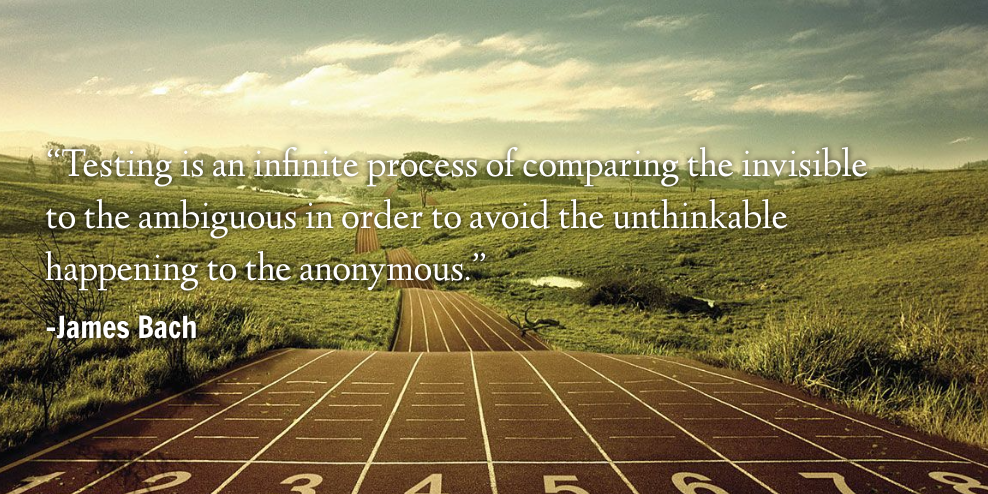 “Testing is an infinite process of comparing the invisible
to the ambiguous in order to avoid the unthinkable
happening to the anonymous.”
-James Bach
1 2 3 4 5 6 7 8